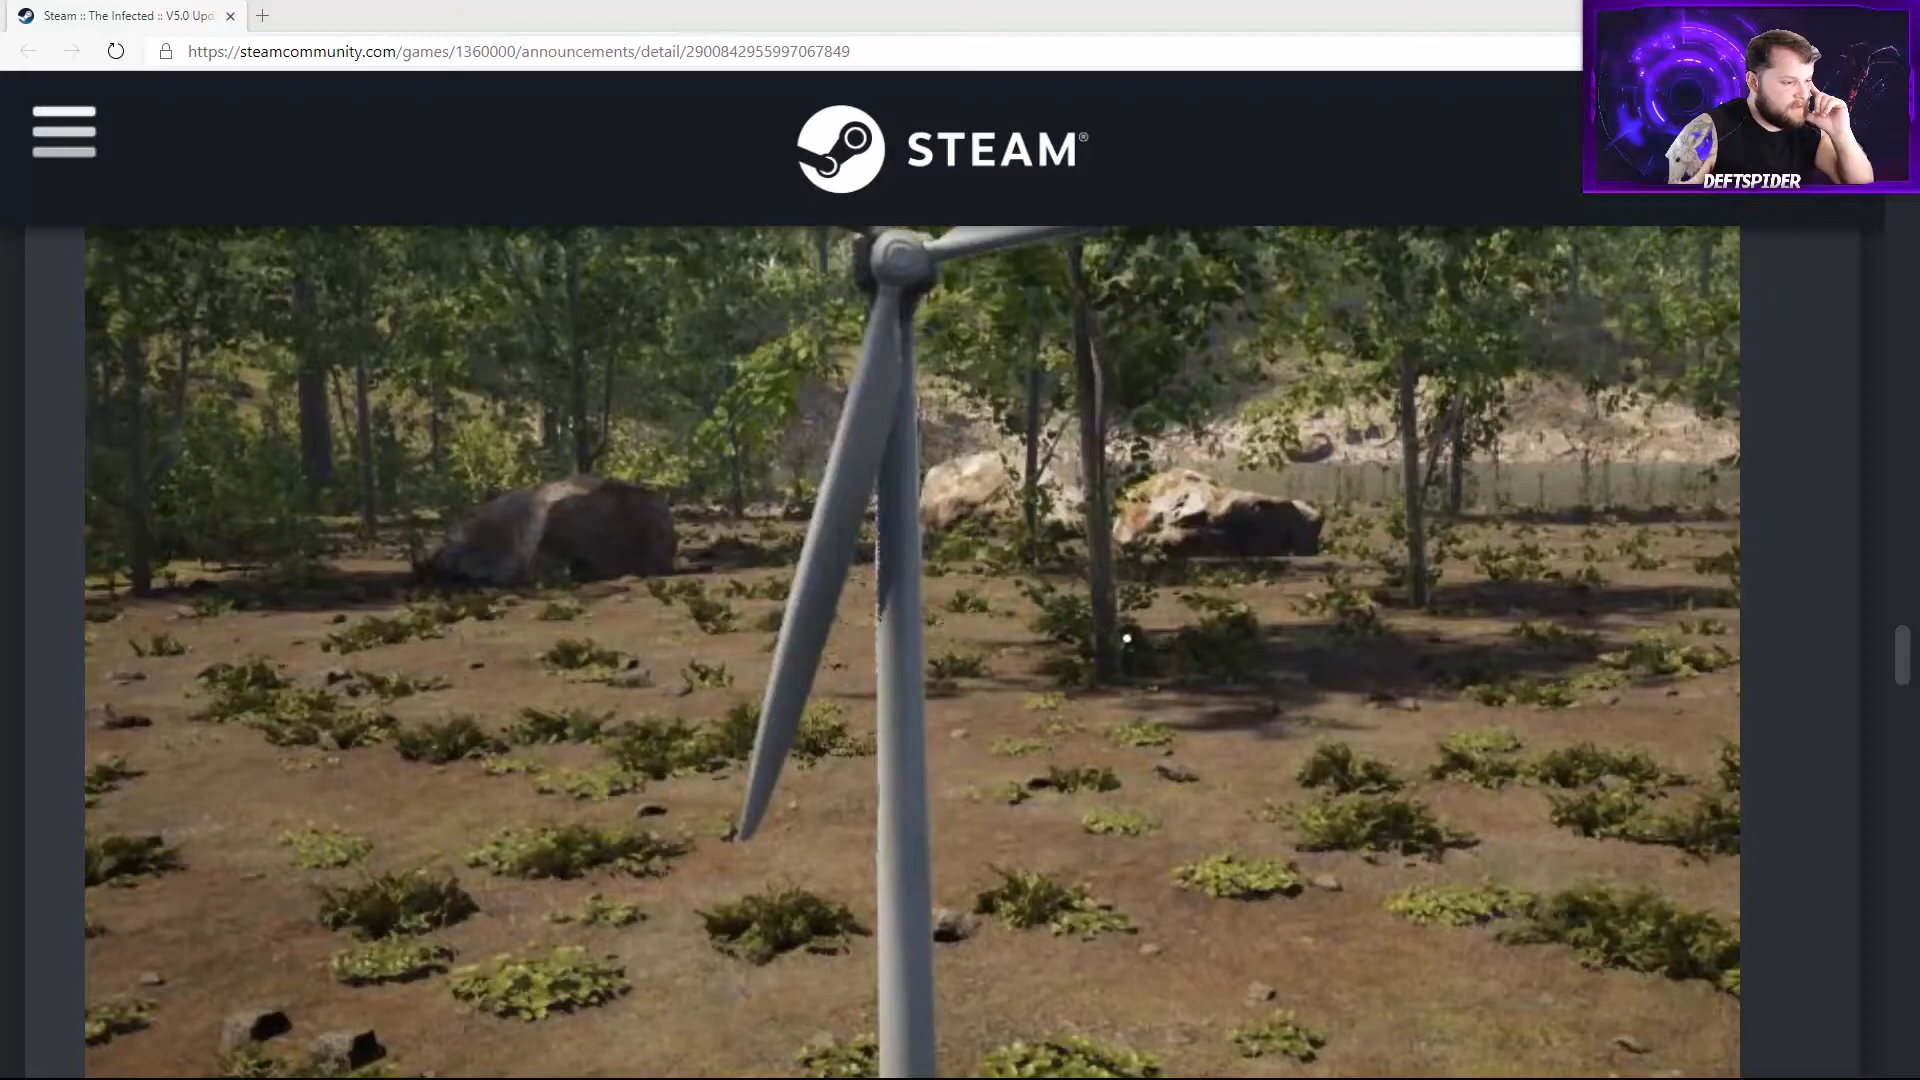 Steam :: The Infected :: V5.0 Upd
https://steamcommunity.com/games/1360000/announcements/detail/2900842955997067849
STEAM®
DEFTSPIDER